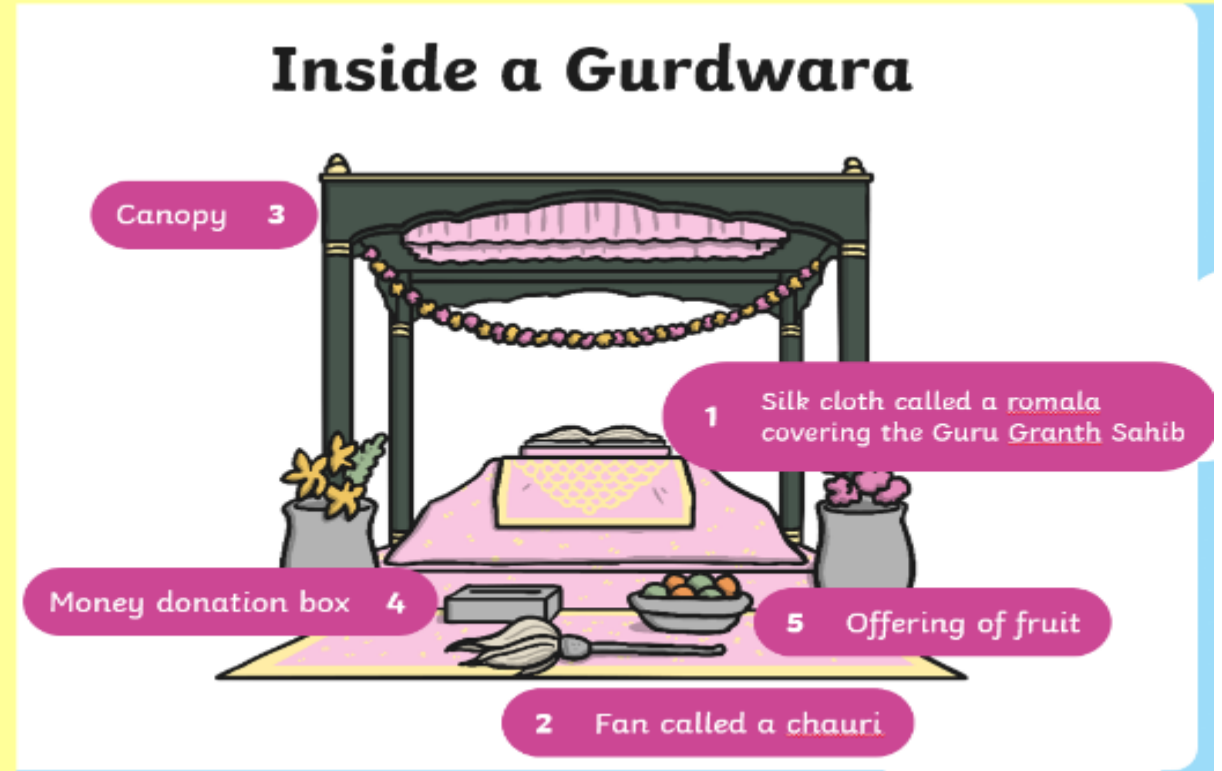 Inside a Gurdwara
Canopy 3
1 Silk cloth called a romala
covering the Guru Granth Sahib
Money donation box 4
5 Offering of fruit
2 Fan called a chauri